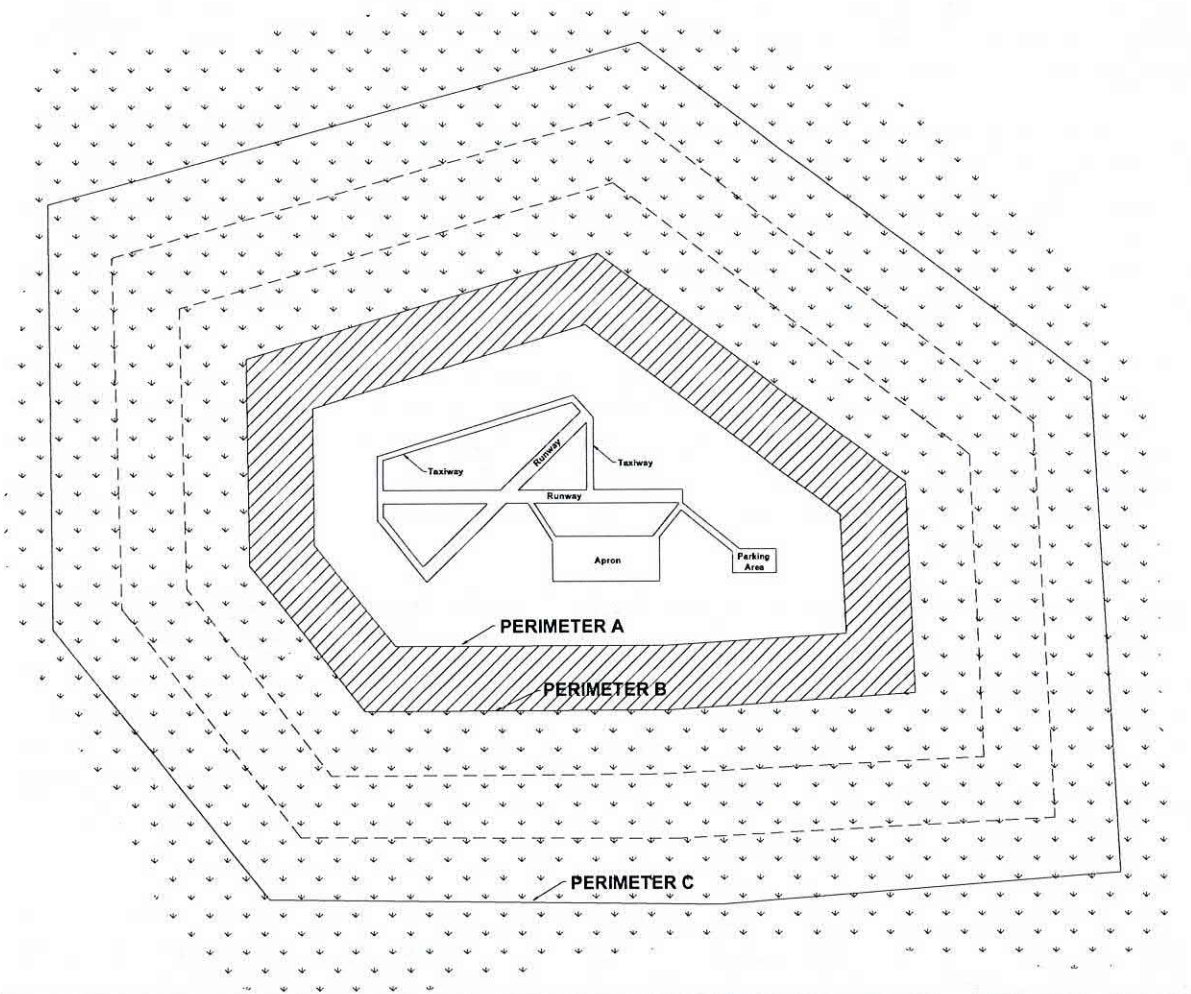 Runway
Taxiway
Taxiway
Runway
Apron
Parking
Area
PERIMETER A
PERIMETER B
PERIMETER C